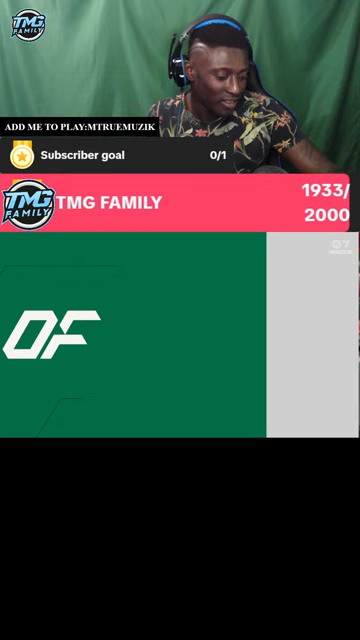 TMG
FAMILY
ADD ME TO PLAY:MTRUEMUZIK
Subscriber goal
0/1
TMG
FAMILY
TMG FAMILY
1933/
2000
OF